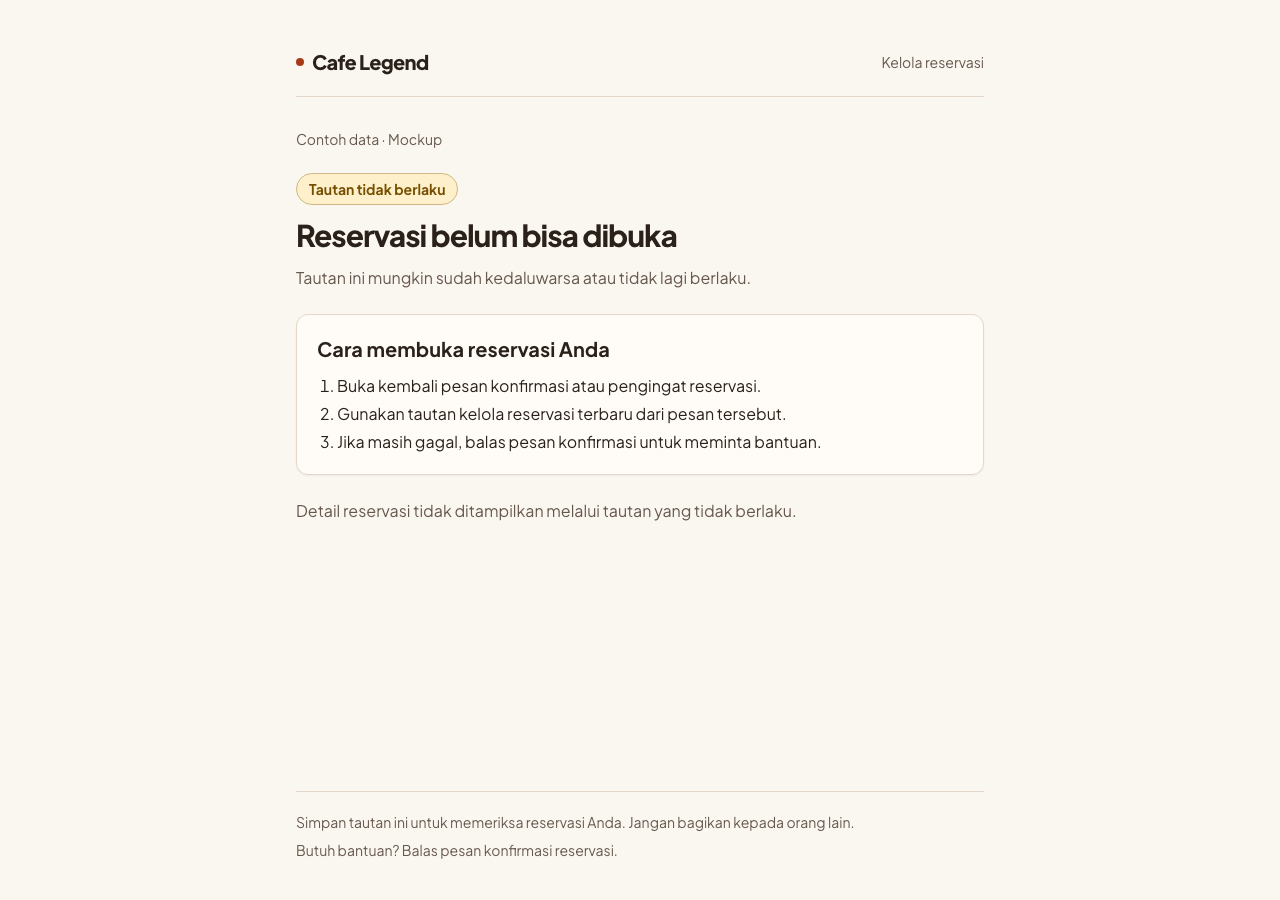 Cafe Legend
Kelola reservasi
Contoh data · Mockup
Tautan tidak berlaku
Reservasi belum bisa dibuka
Tautan ini mungkin sudah kedaluwarsa atau tidak lagi berlaku.
Cara membuka reservasi Anda
1. Buka kembali pesan konfirmasi atau pengingat reservasi.
2. Gunakan tautan kelola reservasi terbaru dari pesan tersebut.
3. Jika masih gagal, balas pesan konfirmasi untuk meminta bantuan.
Detail reservasi tidak ditampilkan melalui tautan yang tidak berlaku.
Simpan tautan ini untuk memeriksa reservasi Anda. Jangan bagikan kepada orang lain.
Butuh bantuan? Balas pesan konfirmasi reservasi.